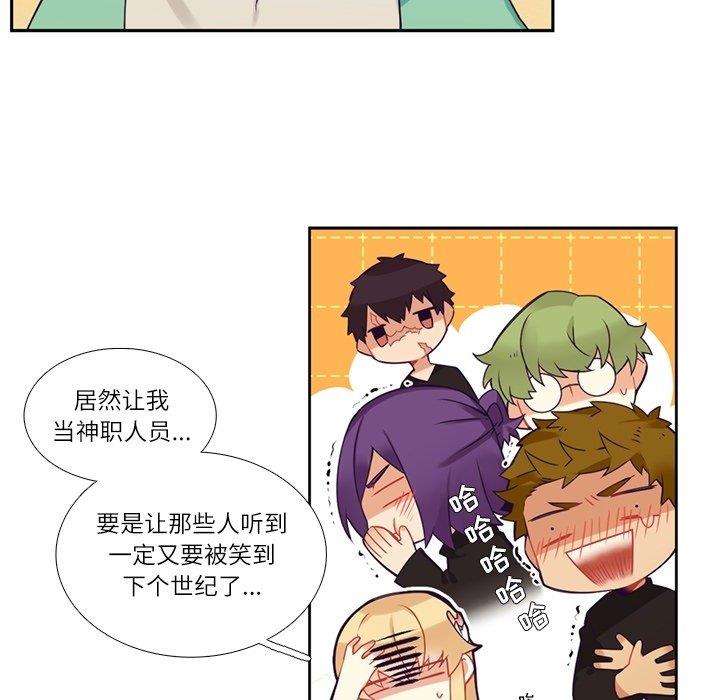 居然让我
当神职人员...
要是让那些人听到
一定又要被笑到
下个世纪了...
哈
哈
哈
哈
哈